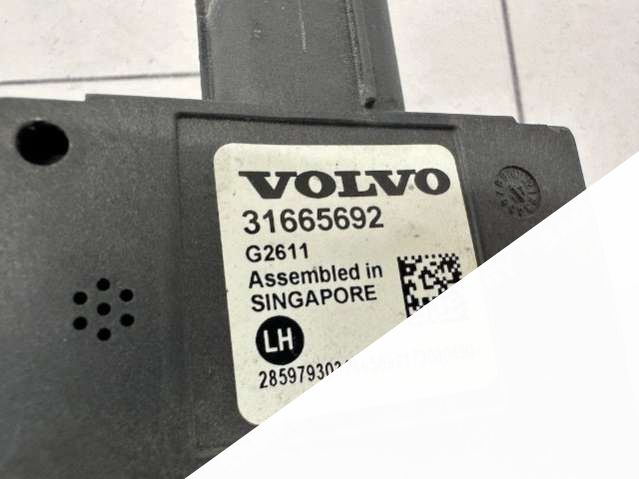 VOLVO
31665692
G2611
Assembled in
SINGAPORE
LH